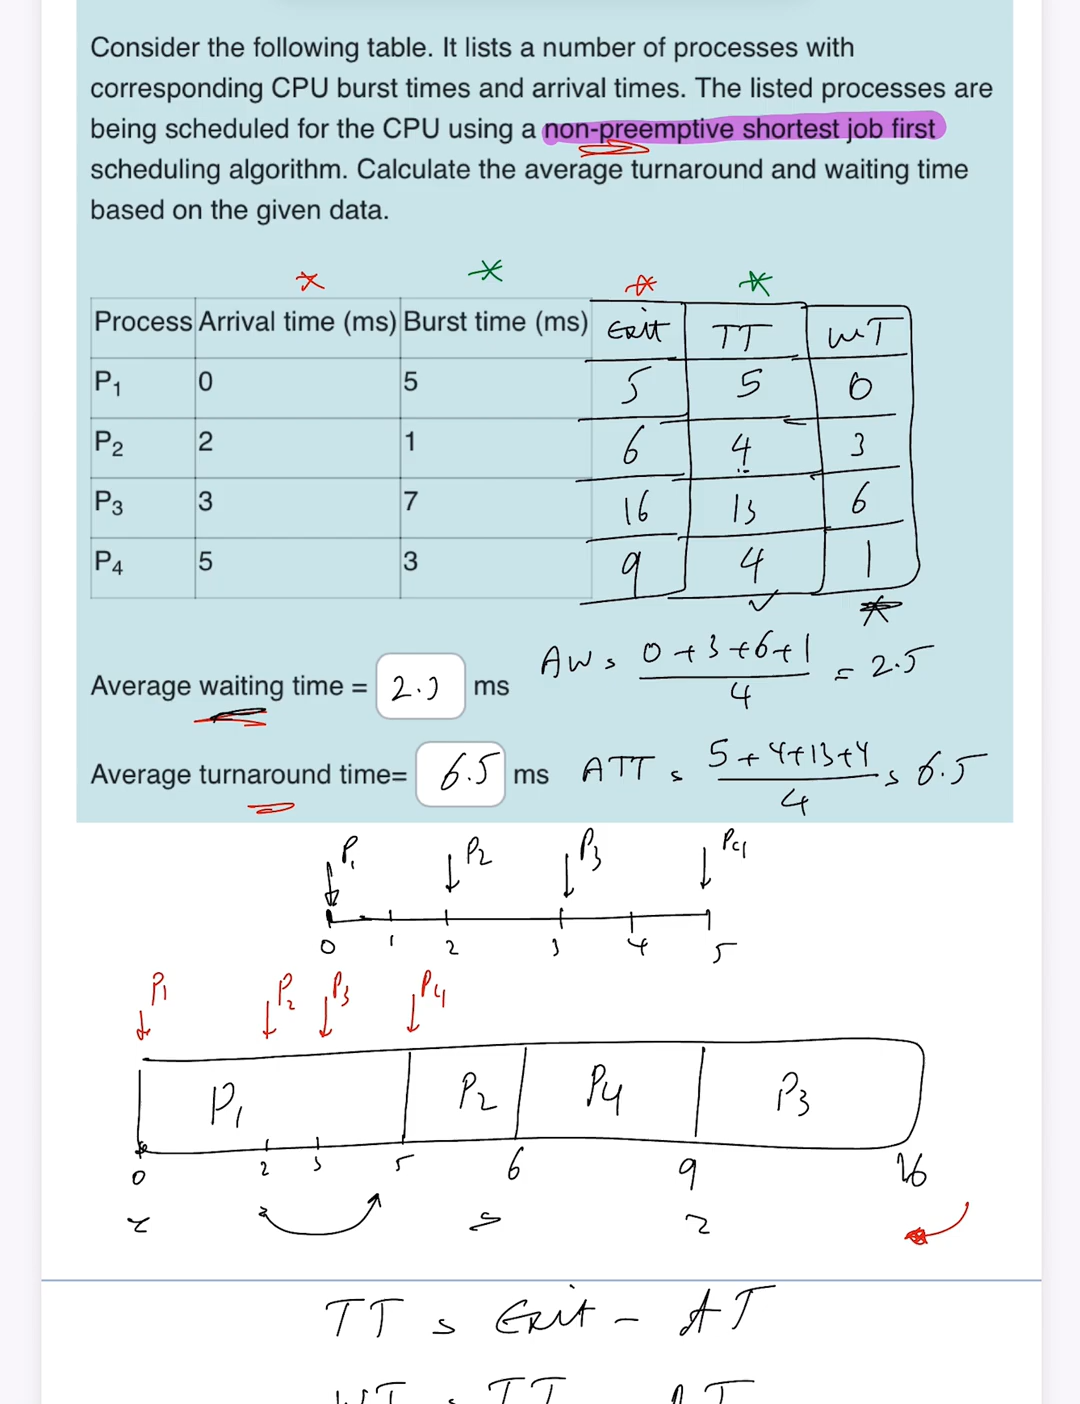 Consider the following table. It lists a number of processes with
corresponding CPU burst times and arrival times. The listed processes are
being scheduled for the CPU using a non-preemptive shortest job first
scheduling algorithm. Calculate the average turnaround and waiting time
based on the given data.
Process Arrival time (ms) Burst time (ms) Exit TT WT
P1 0 5 5 5 0
P2 2 1 6 4 3
P3 3 7 16 13 6
P4 5 3 9 4 1
AW = 0+3+6+1 / 4 = 2.5
Average waiting time = 2.5 ms
Average turnaround time= 6.5 ms ATT = 5+4+13+4 / 4 = 6.5
P1 P2 P3 P4
0 1 2 3 4 5
P1 P2 P3 P4
P1 P2 P4 P3
0 2 3 5 6 9 16
TT = Exit - AT